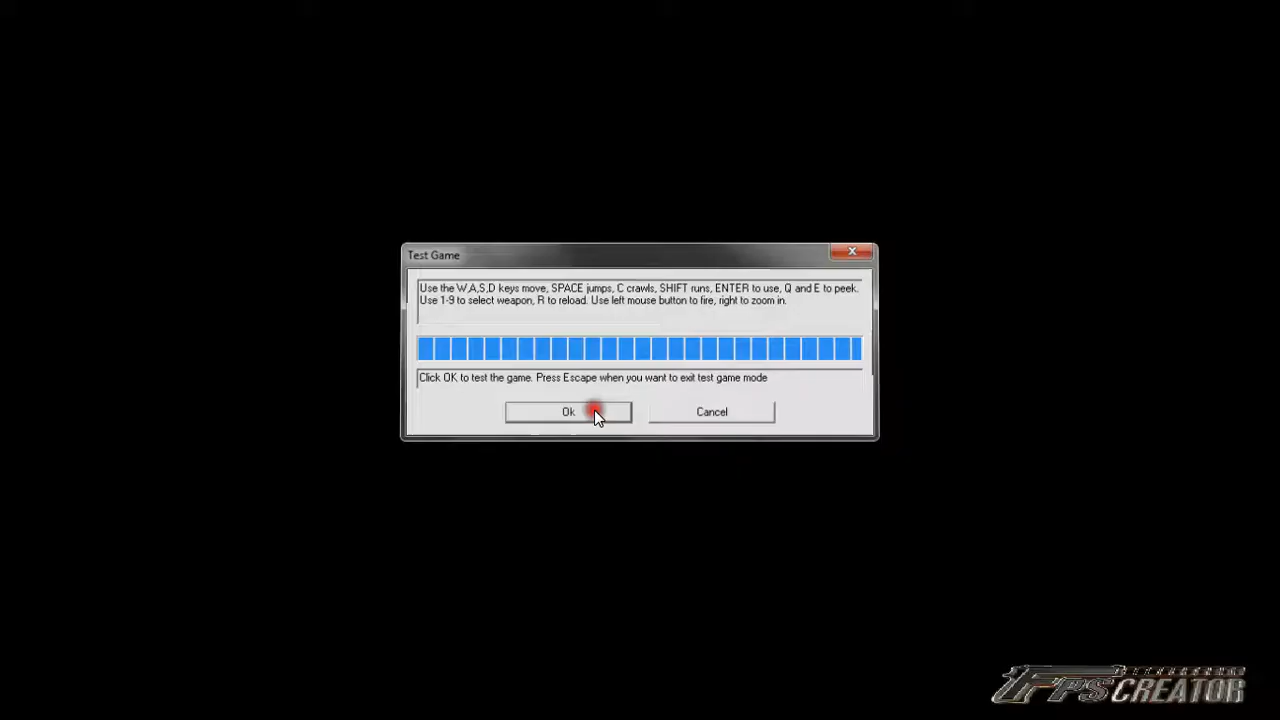 Test Game
Use the W,A,S,D keys move, SPACE jumps, C crawls, SHIFT runs, ENTER to use, Q and E to peek.
Use 1-9 to select weapon, R to reload. Use left mouse button to fire, right to zoom in.
Click OK to test the game. Press Escape when you want to exit test game mode
Ok
Cancel
FPSCREATOR